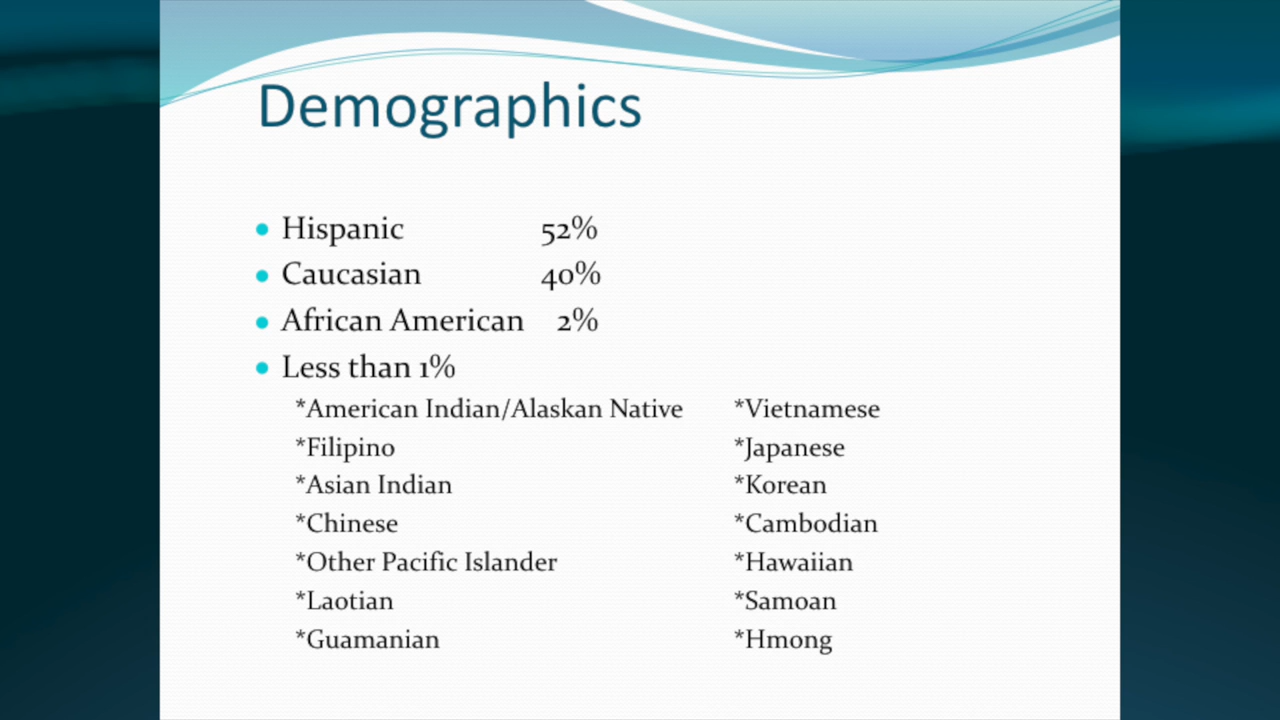 Demographics
• Hispanic 52%
• Caucasian 40%
• African American 2%
• Less than 1%
*American Indian/Alaskan Native *Vietnamese
*Filipino *Japanese
*Asian Indian *Korean
*Chinese *Cambodian
*Other Pacific Islander *Hawaiian
*Laotian *Samoan
*Guamanian *Hmong